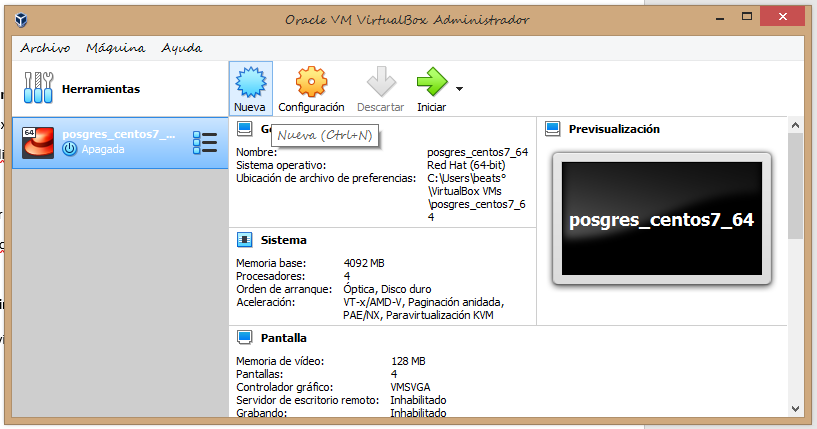 Oracle VM VirtualBox Administrador
Archivo Máquina Ayuda
Herramientas
Nueva Configuración Descartar Iniciar
64
posgres_centos7_...
Apagada
Nueva (Ctrl+N)
Previsualización
Nombre: posgres_centos7_64
Sistema operativo: Red Hat (64-bit)
Ubicación de archivo de preferencias: C:\Users\beats°
\VirtualBox VMs
\posgres_centos7_6
4
posgres_centos7_64
Sistema
Memoria base: 4092 MB
Procesadores: 4
Orden de arranque: Óptica, Disco duro
Aceleración: VT-x/AMD-V, Paginación anidada,
PAE/NX, Paravirtualización KVM
Pantalla
Memoria de vídeo: 128 MB
Pantallas: 4
Controlador gráfico: VMSVGA
Servidor de escritorio remoto: Inhabilitado
Grabando: Inhabilitado